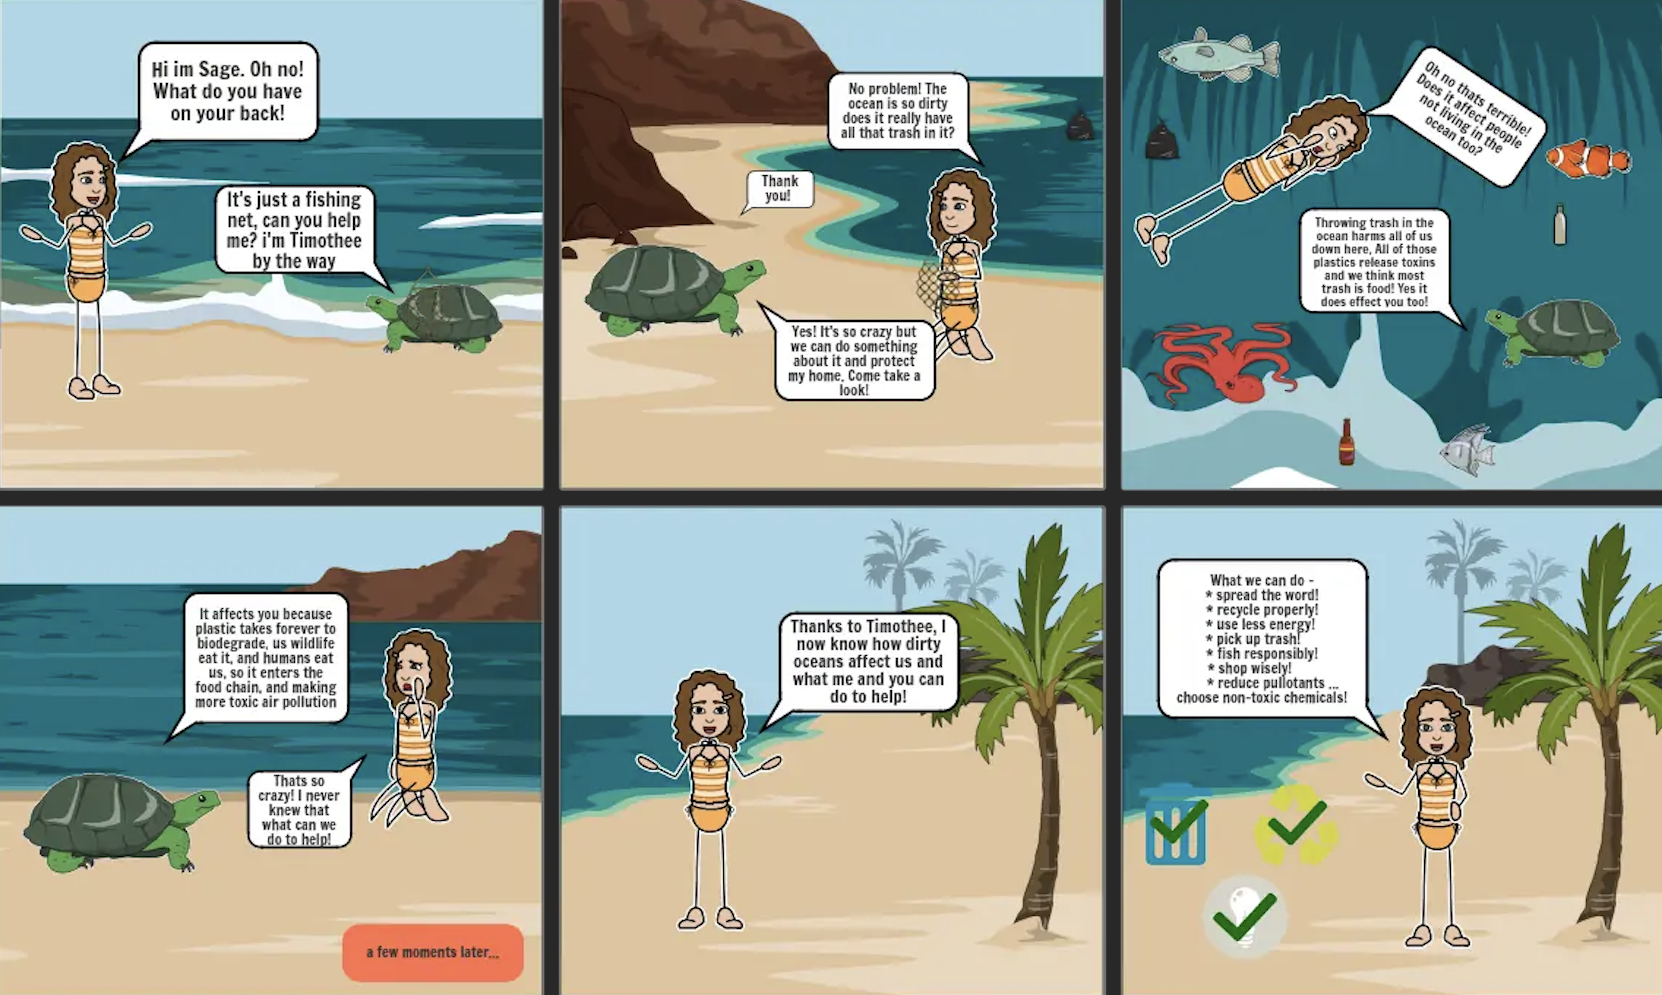 Hi im Sage. Oh no!
What do you have
on your back!
It's just a fishing
net, can you help
me? i'm Timothee
by the way
No problem! The
ocean is so dirty
does it really have
all that trash in it?
Thank
you!
Yes! It's so crazy but
we can do something
about it and protect
my home. Come take a
look!
Oh no thats terrible!
Does it affect people
not living in the
ocean too?
Throwing trash in the
ocean harms all of us
down here, All of those
plastics release toxins
and we think most
trash is food! Yes it
does effect you too!
It affects you because
plastic takes forever to
biodegrade, us wildlife
eat it, and humans eat
us, so it enters the
food chain, and making
more toxic air pollution
Thats so
crazy! I never
knew that
what can we
do to help!
a few moments later...
Thanks to Timothee, I
now know how dirty
oceans affect us and
what me and you can
do to help!
What we can do -
* spread the word!
* recycle properly!
* use less energy!
* pick up trash!
* fish responsibly!
* shop wisely!
* reduce pullotants ...
choose non-toxic chemicals!